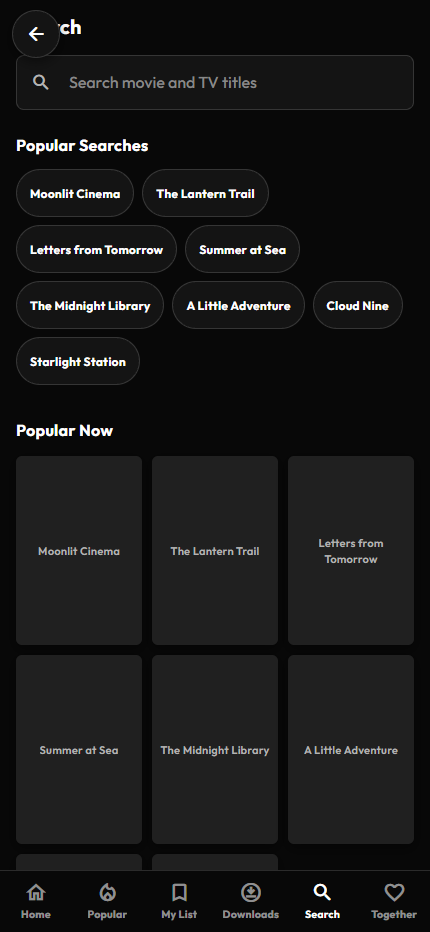 rch
Search movie and TV titles
Popular Searches
Moonlit Cinema
The Lantern Trail
Letters from Tomorrow
Summer at Sea
The Midnight Library
A Little Adventure
Cloud Nine
Starlight Station
Popular Now
Moonlit Cinema
The Lantern Trail
Letters from
Tomorrow
Summer at Sea
The Midnight Library
A Little Adventure
Home
Popular
My List
Downloads
Search
Together